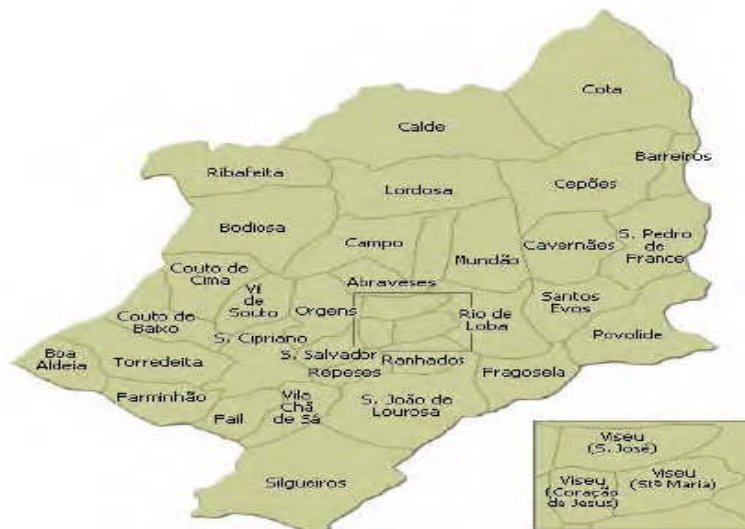 Cota
Calde
Barreiros
Ribafeita
Cepões
Lordosa
Bodiosa
S. Pedro
de
France
Campo
Cavernães
Mundão
Couto de
Cima
Abraveses
Vil
de
Souto
Santos
Evos
Orgens
Rio de
Loba
Couto de
Baixo
Povolide
S. Cipriano
Boa
Aldeia
Torredeita
S. Salvador
Ranhados
Repeses
Fragosela
Farminhão
Vila
Chã
de Sá
S. João de
Lourosa
Fail
Silgueiros
Viseu
(S. José)
Viseu
(Stª Maria)
Viseu
(Coração
de Jesus)